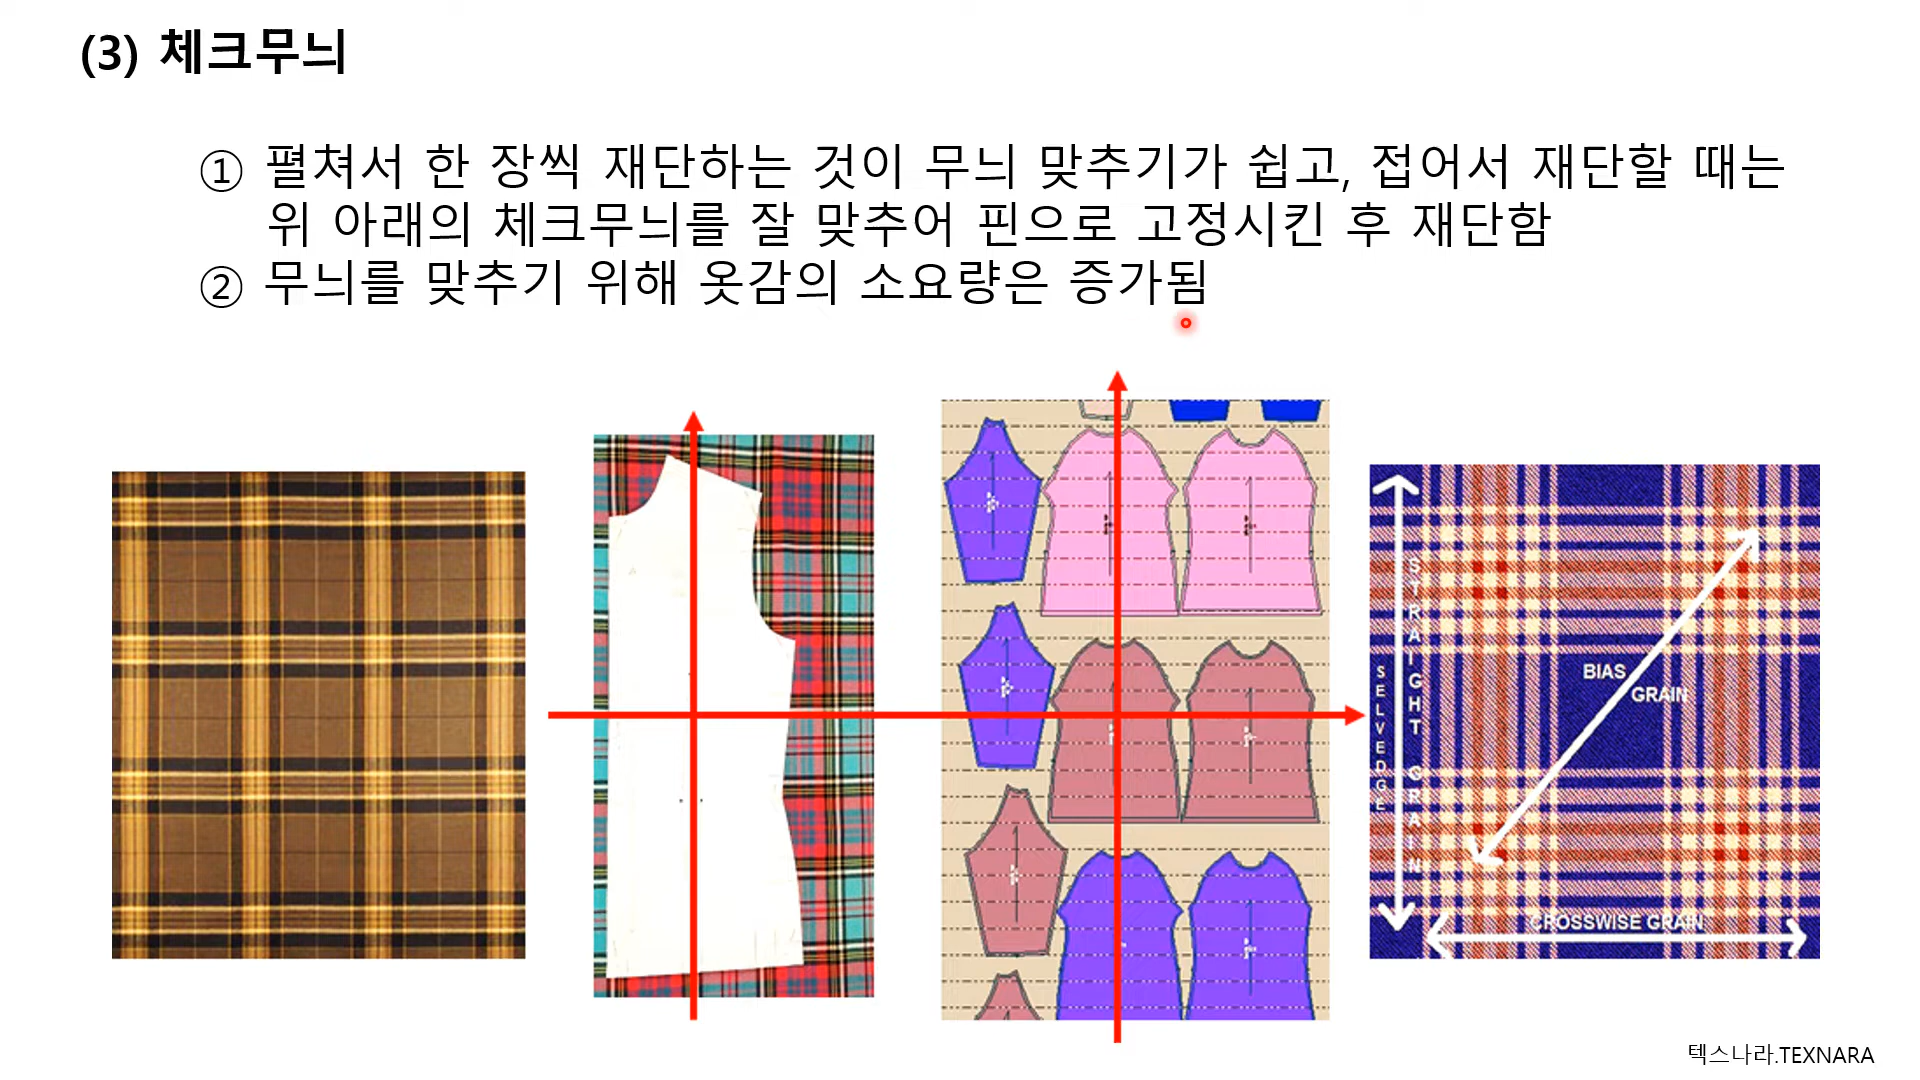 (3) 체크무늬
① 펼쳐서 한 장씩 재단하는 것이 무늬 맞추기가 쉽고, 접어서 재단할 때는
위 아래의 체크무늬를 잘 맞추어 핀으로 고정시킨 후 재단함
② 무늬를 맞추기 위해 옷감의 소요량은 증가됨
SELVEDGE
STRAIGHT GRAIN
BIAS
GRAIN
CROSSWISE GRAIN
텍스나라.TEXNARA